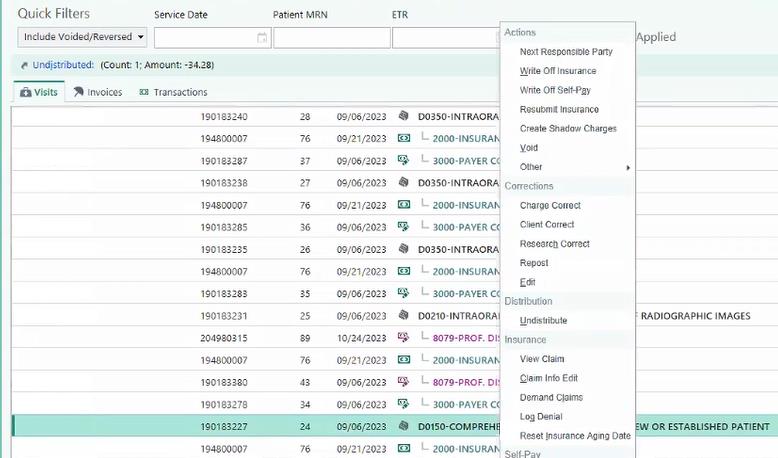 Quick Filters
Service Date
Patient MRN
ETR
Include Voided/Reversed
Applied
Undistributed: (Count: 1; Amount: -34.28)
Visits
Invoices
Transactions
190183240 28 09/06/2023 D0350-INTRAORA
194800007 76 09/21/2023 2000-INSURAN
190183287 37 09/06/2023 3000-PAYER CO
190183238 27 09/06/2023 D0350-INTRAORA
194800007 76 09/21/2023 2000-INSURAN
190183285 36 09/06/2023 3000-PAYER CO
190183235 26 09/06/2023 D0350-INTRAORA
194800007 76 09/21/2023 2000-INSURAN
190183283 35 09/06/2023 3000-PAYER CO
190183231 25 09/06/2023 D0210-INTRAORA RADIOGRAPHIC IMAGES
204980315 89 10/24/2023 8079-PROF. DIS
194800007 76 09/21/2023 2000-INSURAN
190183380 43 09/06/2023 8079-PROF. DIS
190183278 34 09/06/2023 3000-PAYER CO
190183227 24 09/06/2023 D0150-COMPREHE EW OR ESTABLISHED PATIENT
194800007 76 09/21/2023 2000-INSURAN
Actions
Next Responsible Party
Write Off Insurance
Write Off Self-Pay
Resubmit Insurance
Create Shadow Charges
Void
Other
Corrections
Charge Correct
Client Correct
Research Correct
Repost
Edit
Distribution
Undistribute
Insurance
View Claim
Claim Info Edit
Demand Claims
Log Denial
Reset Insurance Aging Date
Self-Pay